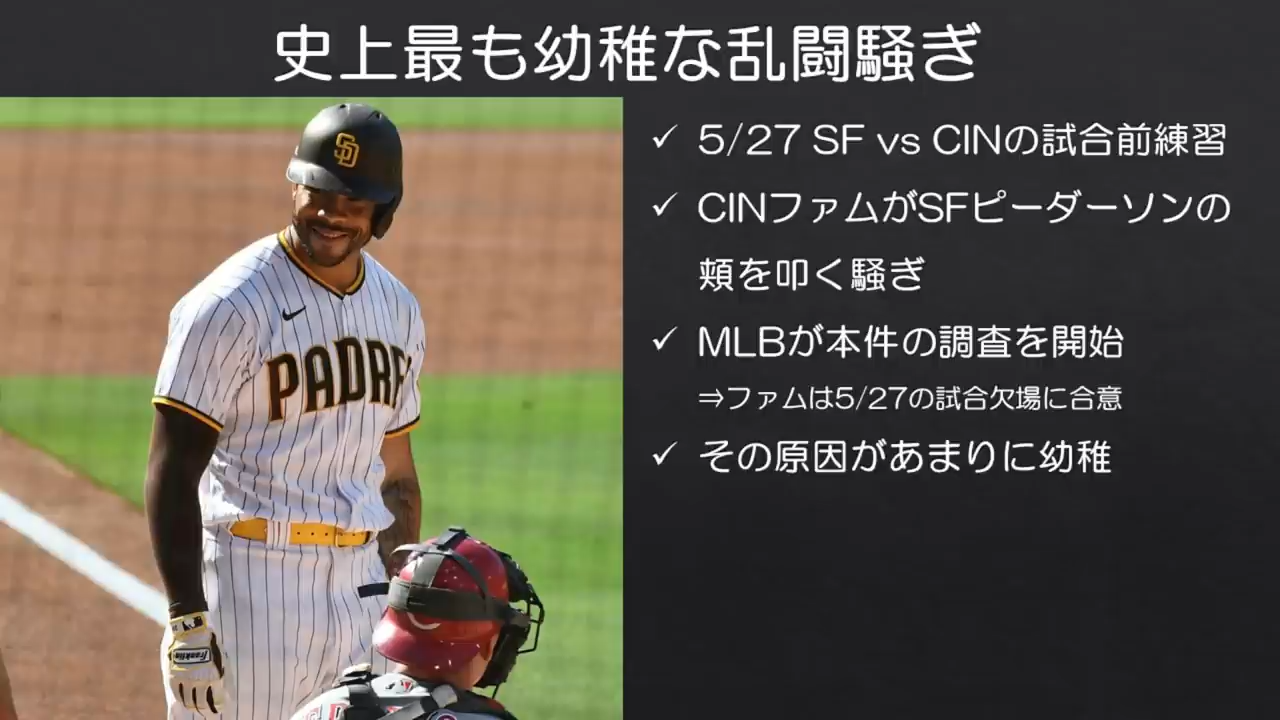 史上最も幼稚な乱闘騒ぎ
✓ 5/27 SF vs CINの試合前練習
✓ CINファムがSFピーダーソンの
頬を叩く騒ぎ
✓ MLBが本件の調査を開始
⇒ファムは5/27の試合欠場に合意
✓ その原因があまりに幼稚
SD
PADRE
franklin